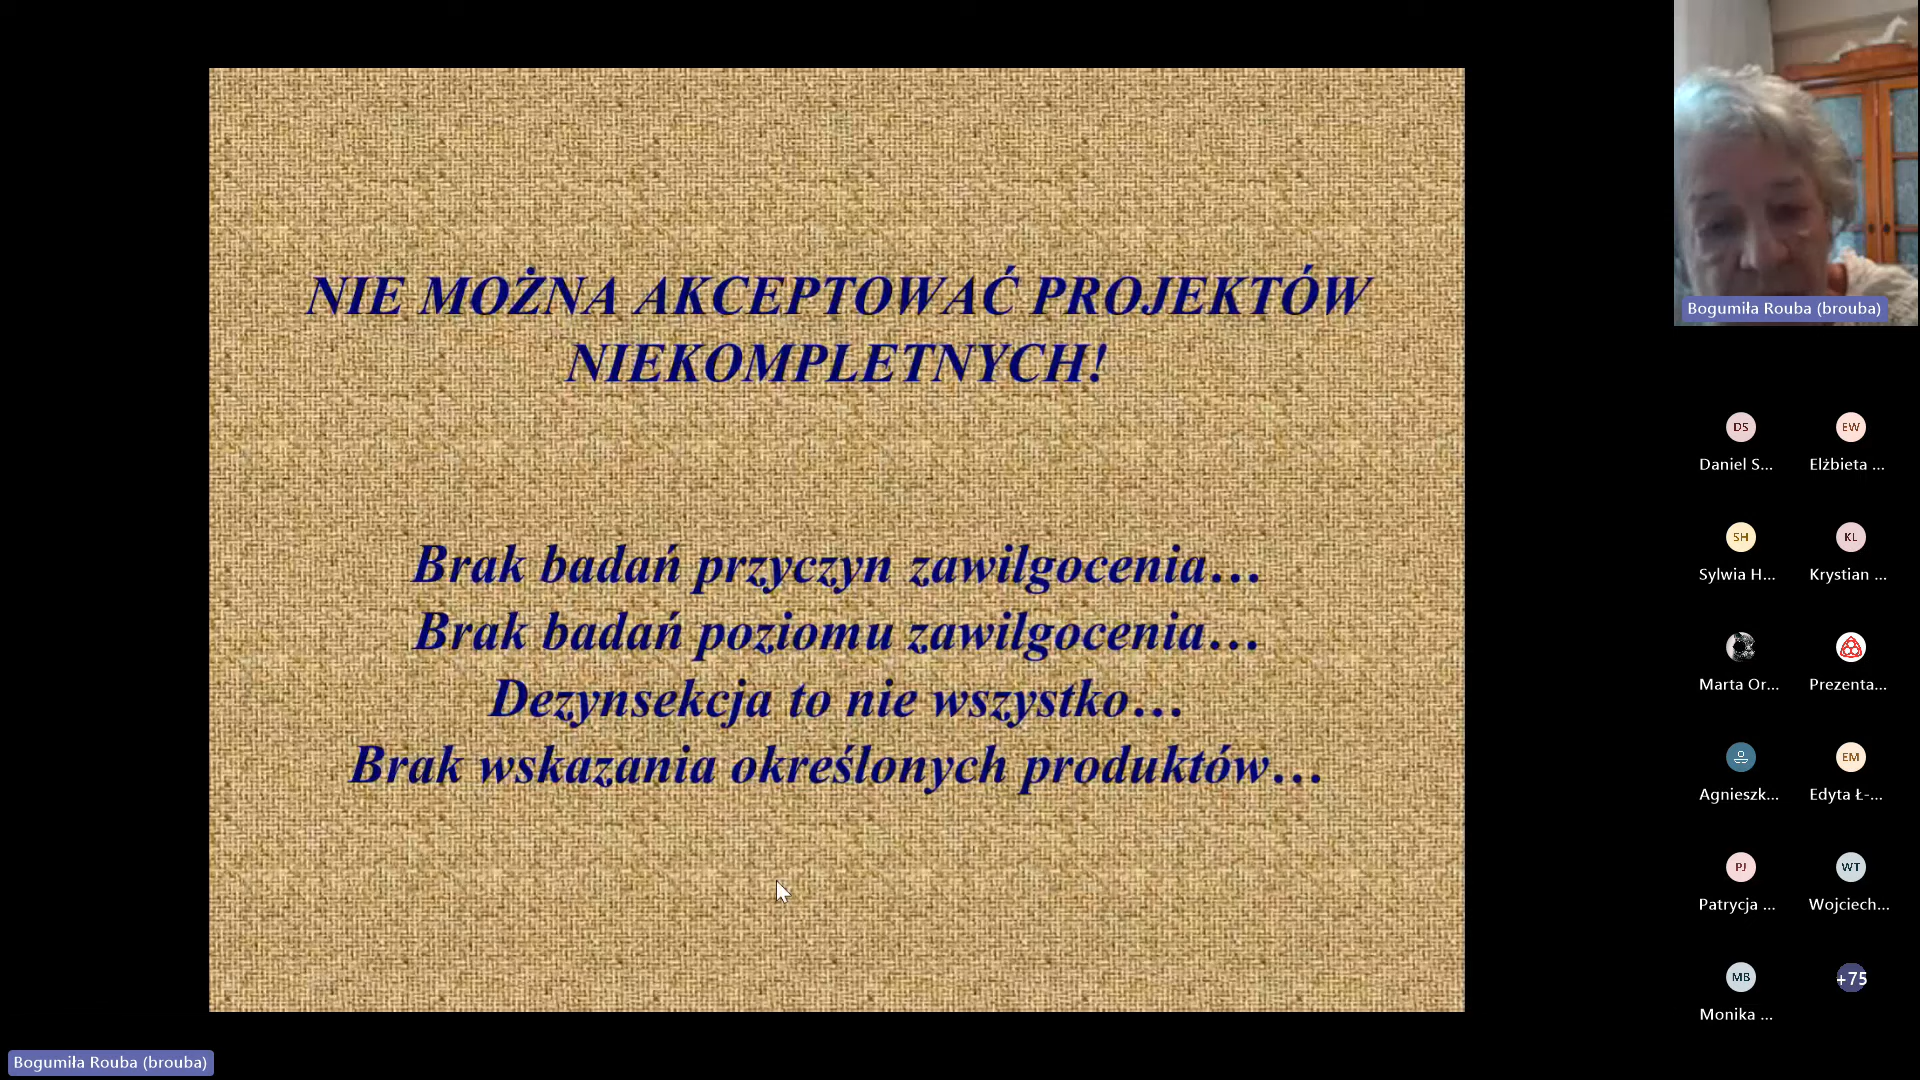 NIE MOŻNA AKCEPTOWAĆ PROJEKTÓW
NIEKOMPLETNYCH!
Brak badań przyczyn zawilgocenia…
Brak badań poziomu zawilgocenia…
Dezynsekcja to nie wszystko…
Brak wskazania określonych produktów…
Bogumiła Rouba (brouba)
DS
EW
Daniel S...
Elżbieta ...
SH
KL
Sylwia H...
Krystian ...
Marta Or...
Prezenta...
EM
Agnieszk...
Edyta Ł-...
PJ
WT
Patrycja ...
Wojciech...
MB
+75
Monika ...
Bogumiła Rouba (brouba)